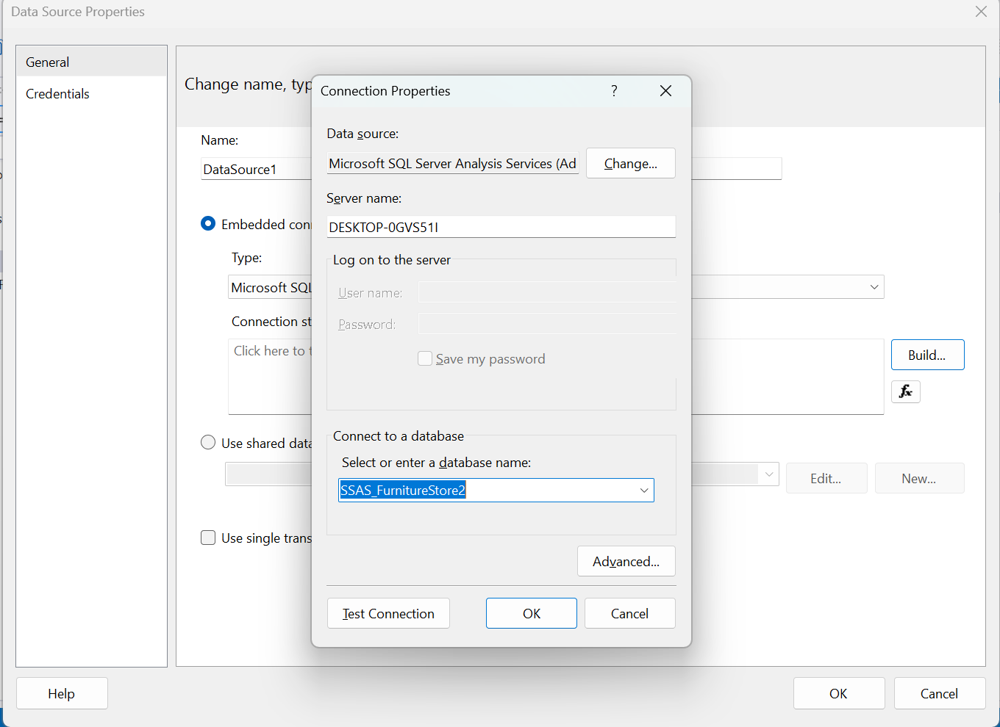 Data Source Properties
General
Credentials
Change name, typ
Name:
DataSource1
Embedded con
Type:
Microsoft SQL
Connection st
Click here to
Build...
fx
Use shared data
Edit...
New...
Use single trans
Help
OK
Cancel
Connection Properties
?
Data source:
Microsoft SQL Server Analysis Services (Ad
Change...
Server name:
DESKTOP-0GVS51I
Log on to the server
User name:
Password:
Save my password
Connect to a database
Select or enter a database name:
SSAS_FurnitureStore2
Advanced...
Test Connection
OK
Cancel